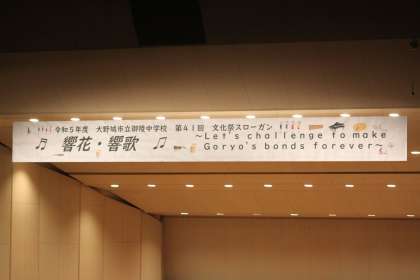 令和5年度 大野城市立御陵中学校 第41回 文化祭スローガン
響花・響歌
~Let's challenge to make
Goryo's bonds forever~